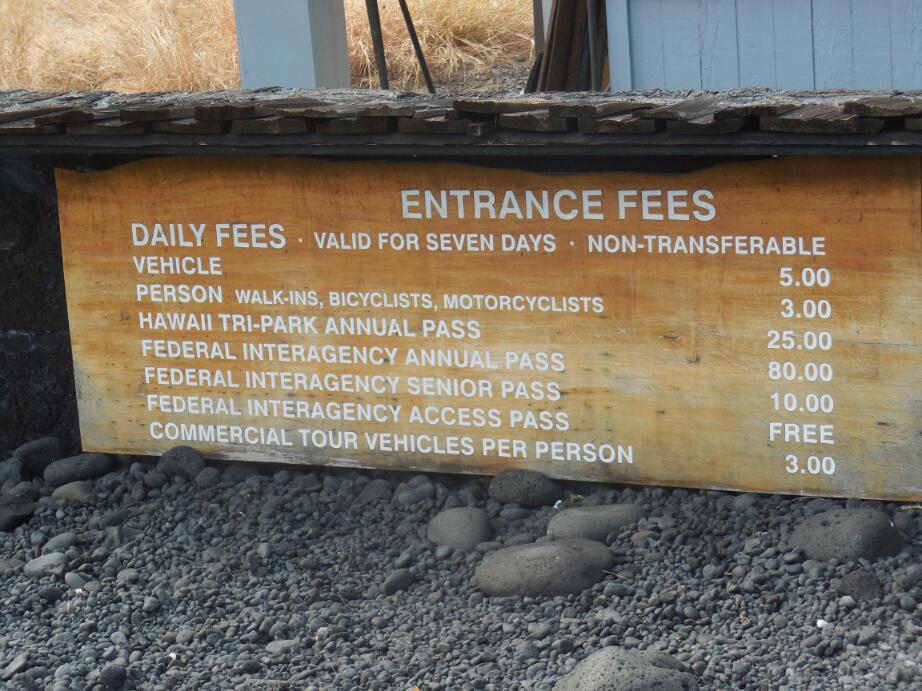 ENTRANCE FEES
DAILY FEES · VALID FOR SEVEN DAYS · NON-TRANSFERABLE
VEHICLE 5.00
PERSON WALK-INS, BICYCLISTS, MOTORCYCLISTS 3.00
HAWAII TRI-PARK ANNUAL PASS 25.00
FEDERAL INTERAGENCY ANNUAL PASS 80.00
FEDERAL INTERAGENCY SENIOR PASS 10.00
FEDERAL INTERAGENCY ACCESS PASS FREE
COMMERCIAL TOUR VEHICLES PER PERSON 3.00